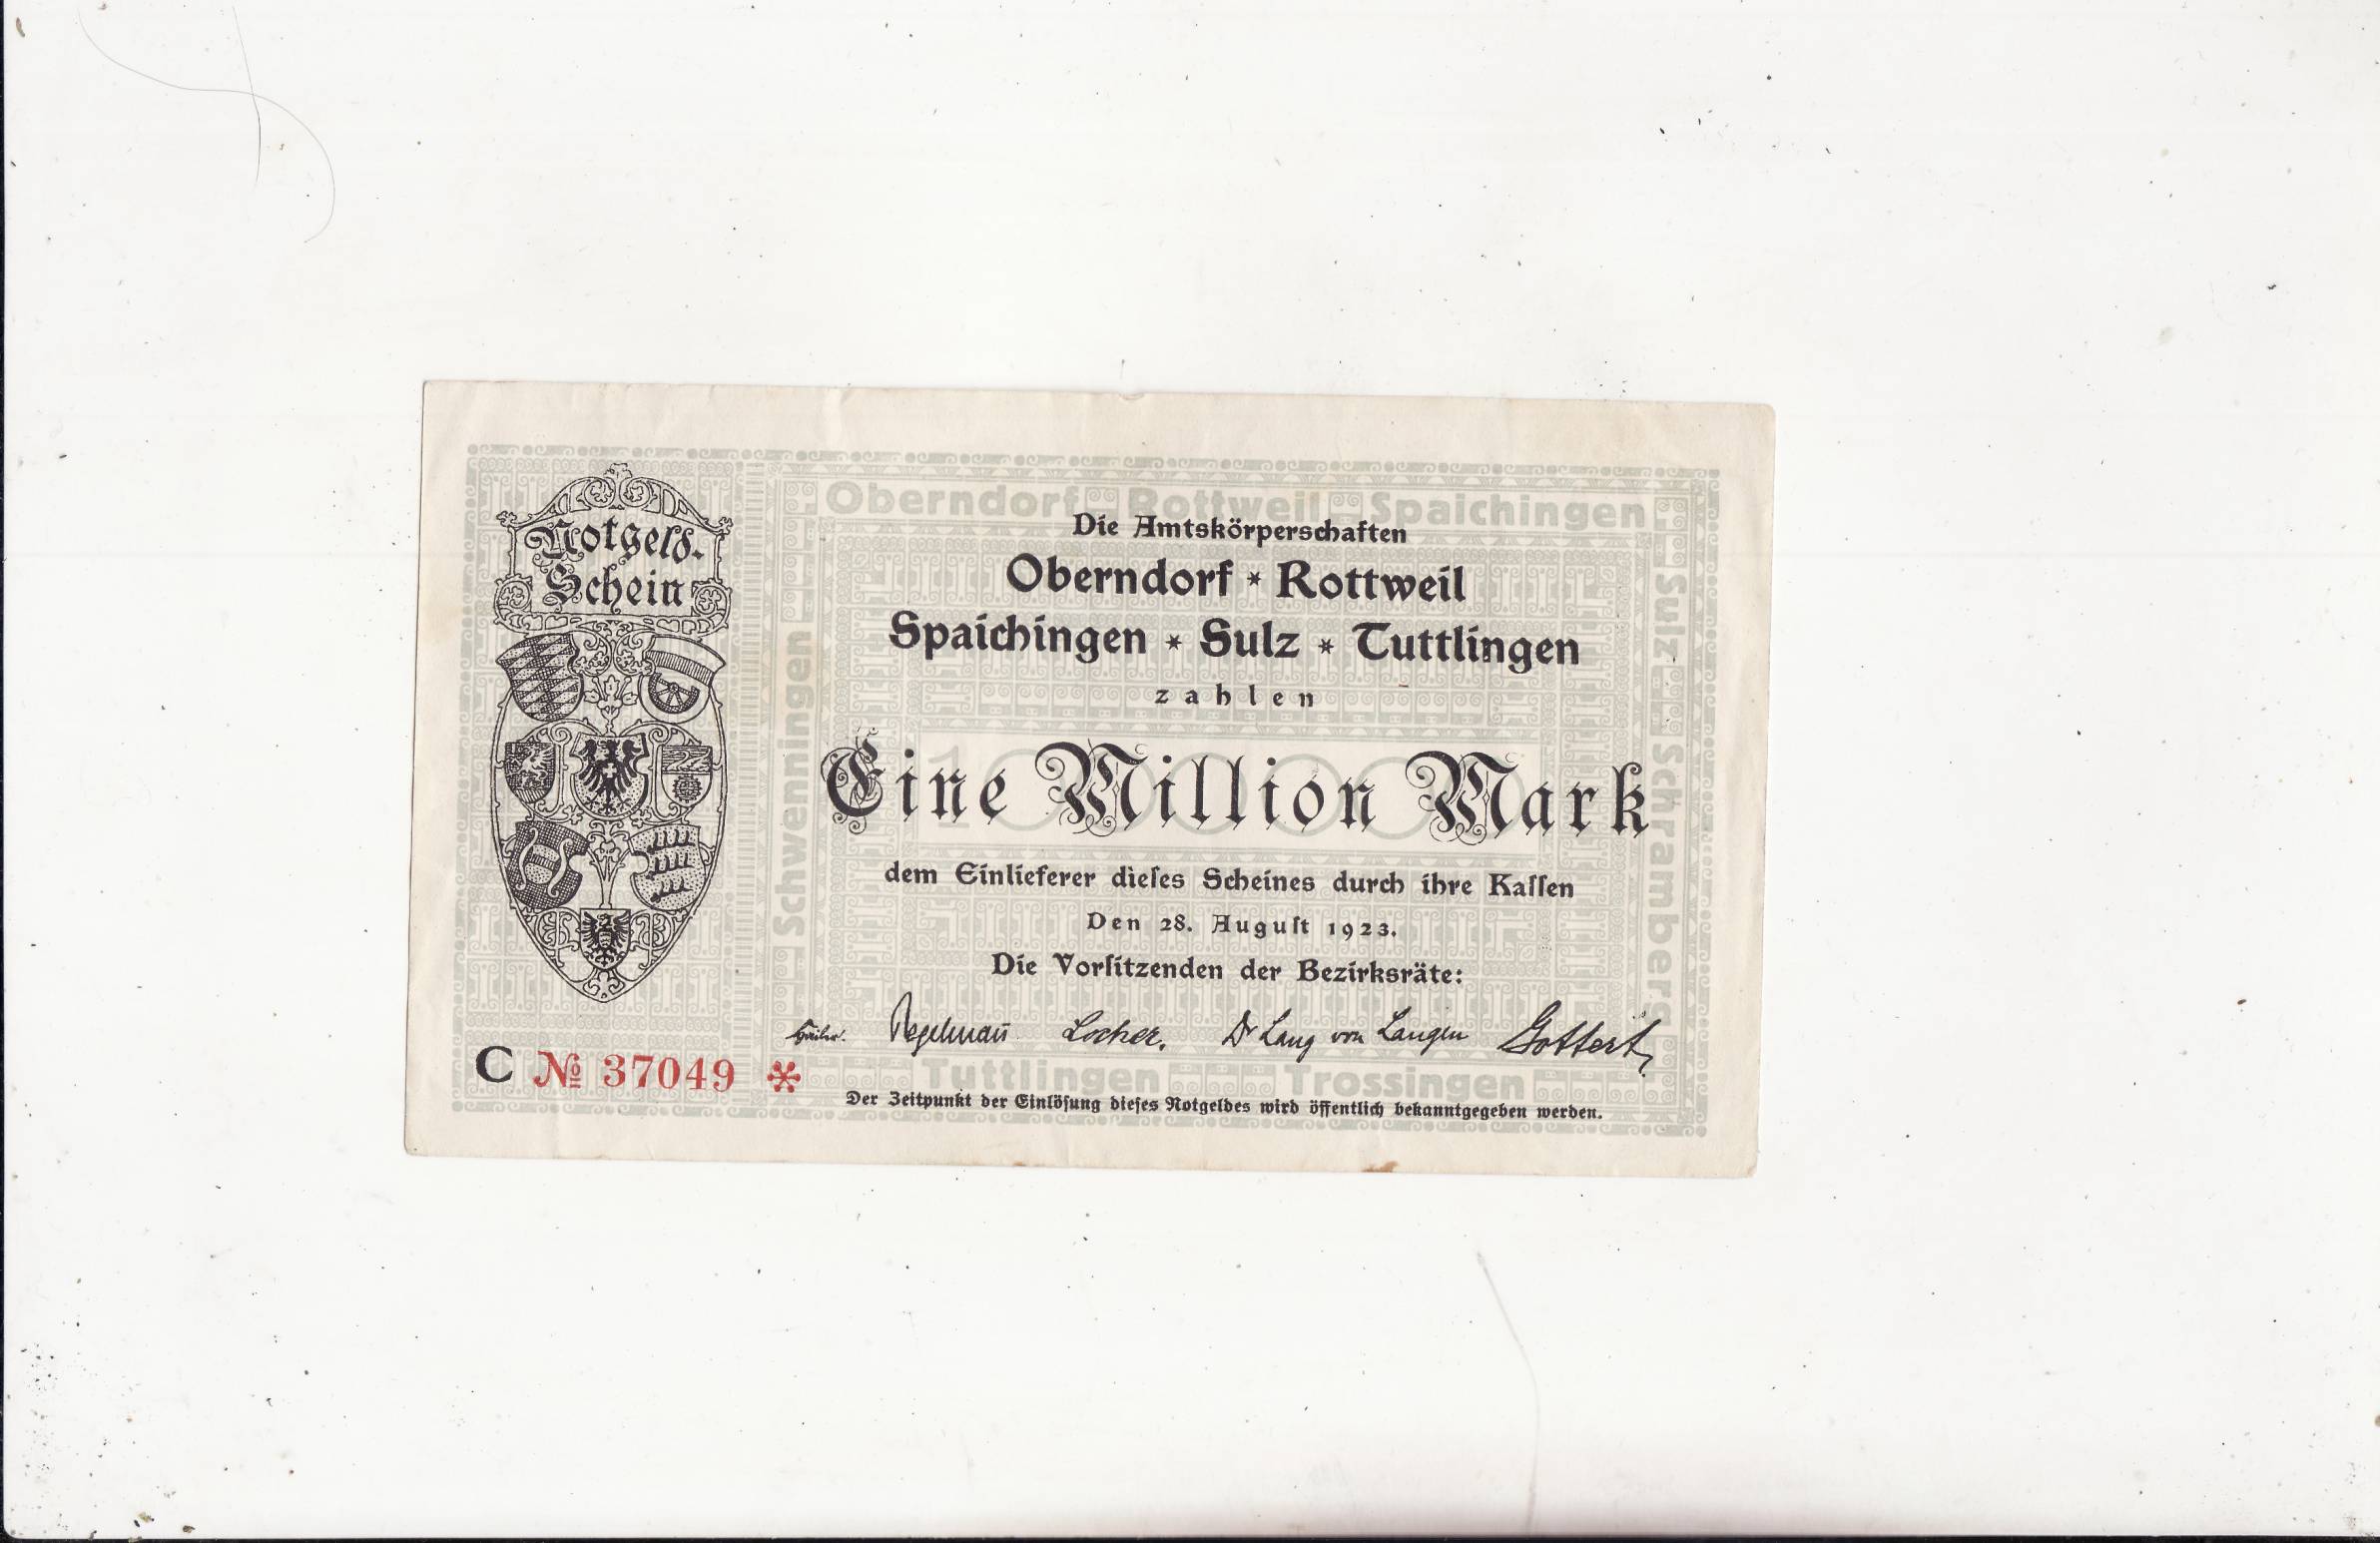 Notgeld-
Schein
Oberndorf Rottweil Spaichingen
Die Amtskörperschaften
Oberndorf * Rottweil
Spaichingen * Sulz * Tuttlingen
zahlen
1000000
Eine Million Mark
dem Einlieferer dieſes Scheines durch ihre Kaſſen
Den 28. Auguſt 1923.
Die Vorſitzenden der Bezirksräte:
Regelmañ Locher. Dr Lang von Langen Gottert
C № 37049 *
Schwenningen
Sulz Schramberg
Tuttlingen Trossingen
Der Zeitpunkt der Einlöſung dieſes Notgeldes wird öffentlich bekanntgegeben werden.